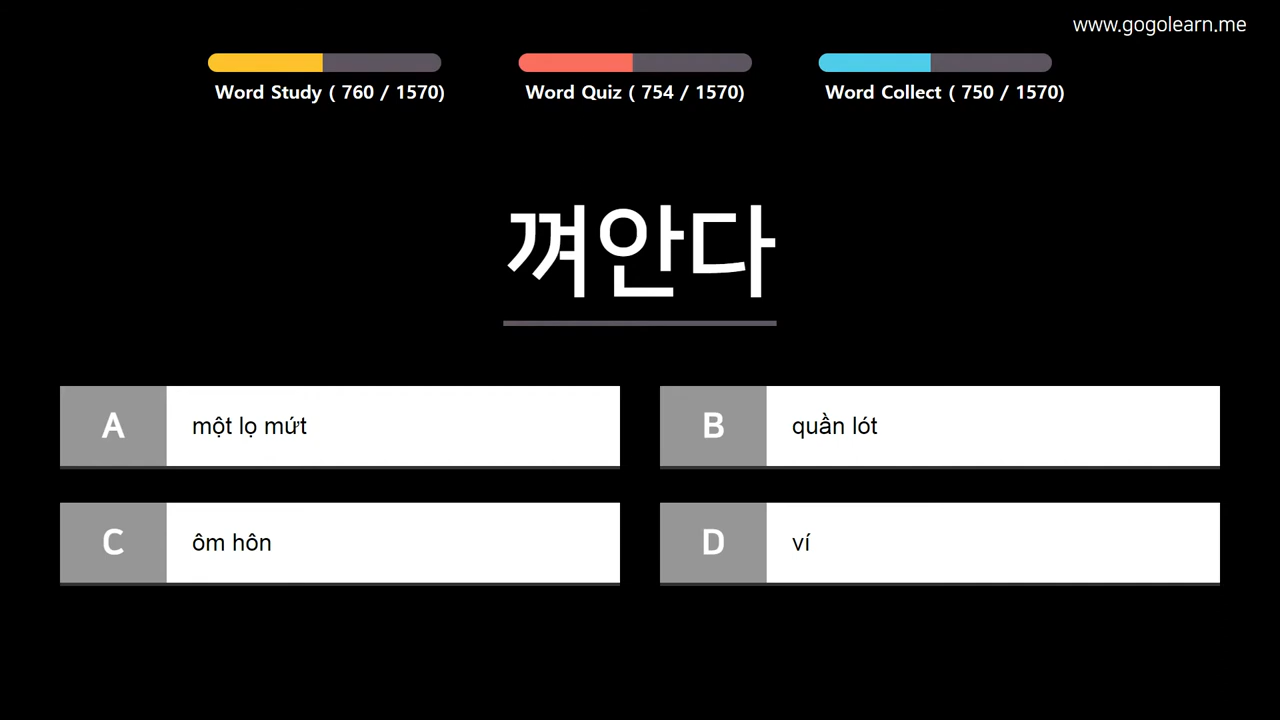 www.gogolearn.me
Word Study ( 760 / 1570)
Word Quiz ( 754 / 1570)
Word Collect ( 750 / 1570)
껴안다
A một lọ mứt
B quần lót
C ôm hôn
D ví